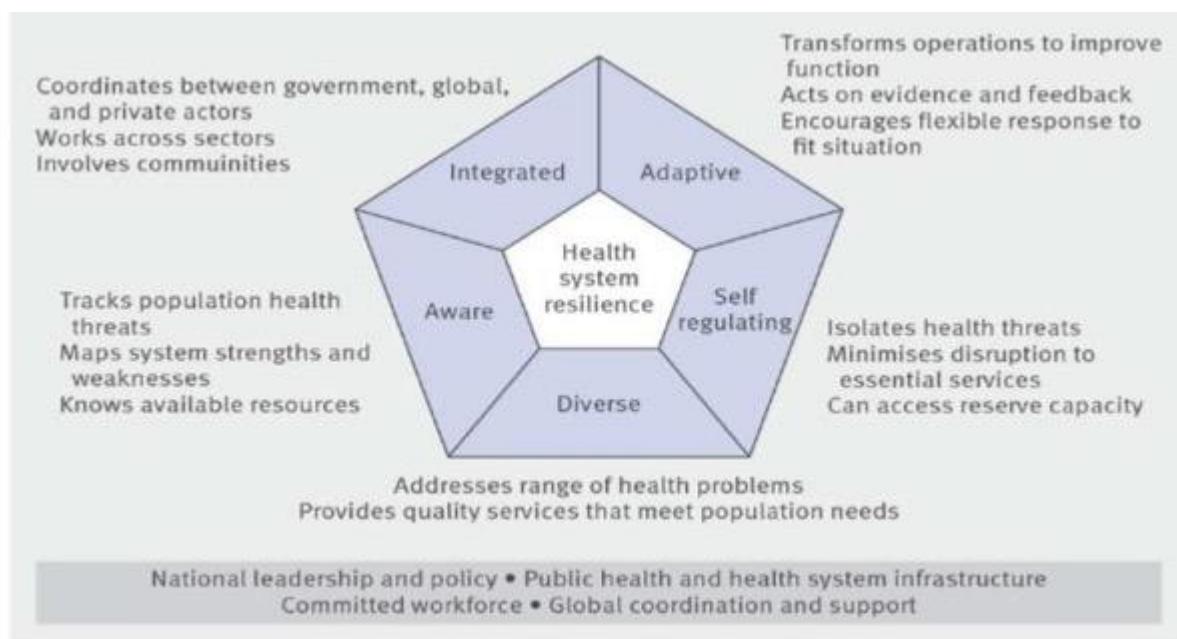 Coordinates between government, global,
and private actors
Works across sectors
Involves commuinities
Transforms operations to improve
function
Acts on evidence and feedback
Encourages flexible response to
fit situation
Integrated
Adaptive
Health
system
resilience
Aware
Self
regulating
Diverse
Tracks population health
threats
Maps system strengths and
weaknesses
Knows available resources
Isolates health threats
Minimises disruption to
essential services
Can access reserve capacity
Addresses range of health problems
Provides quality services that meet population needs
National leadership and policy • Public health and health system infrastructure
Committed workforce • Global coordination and support